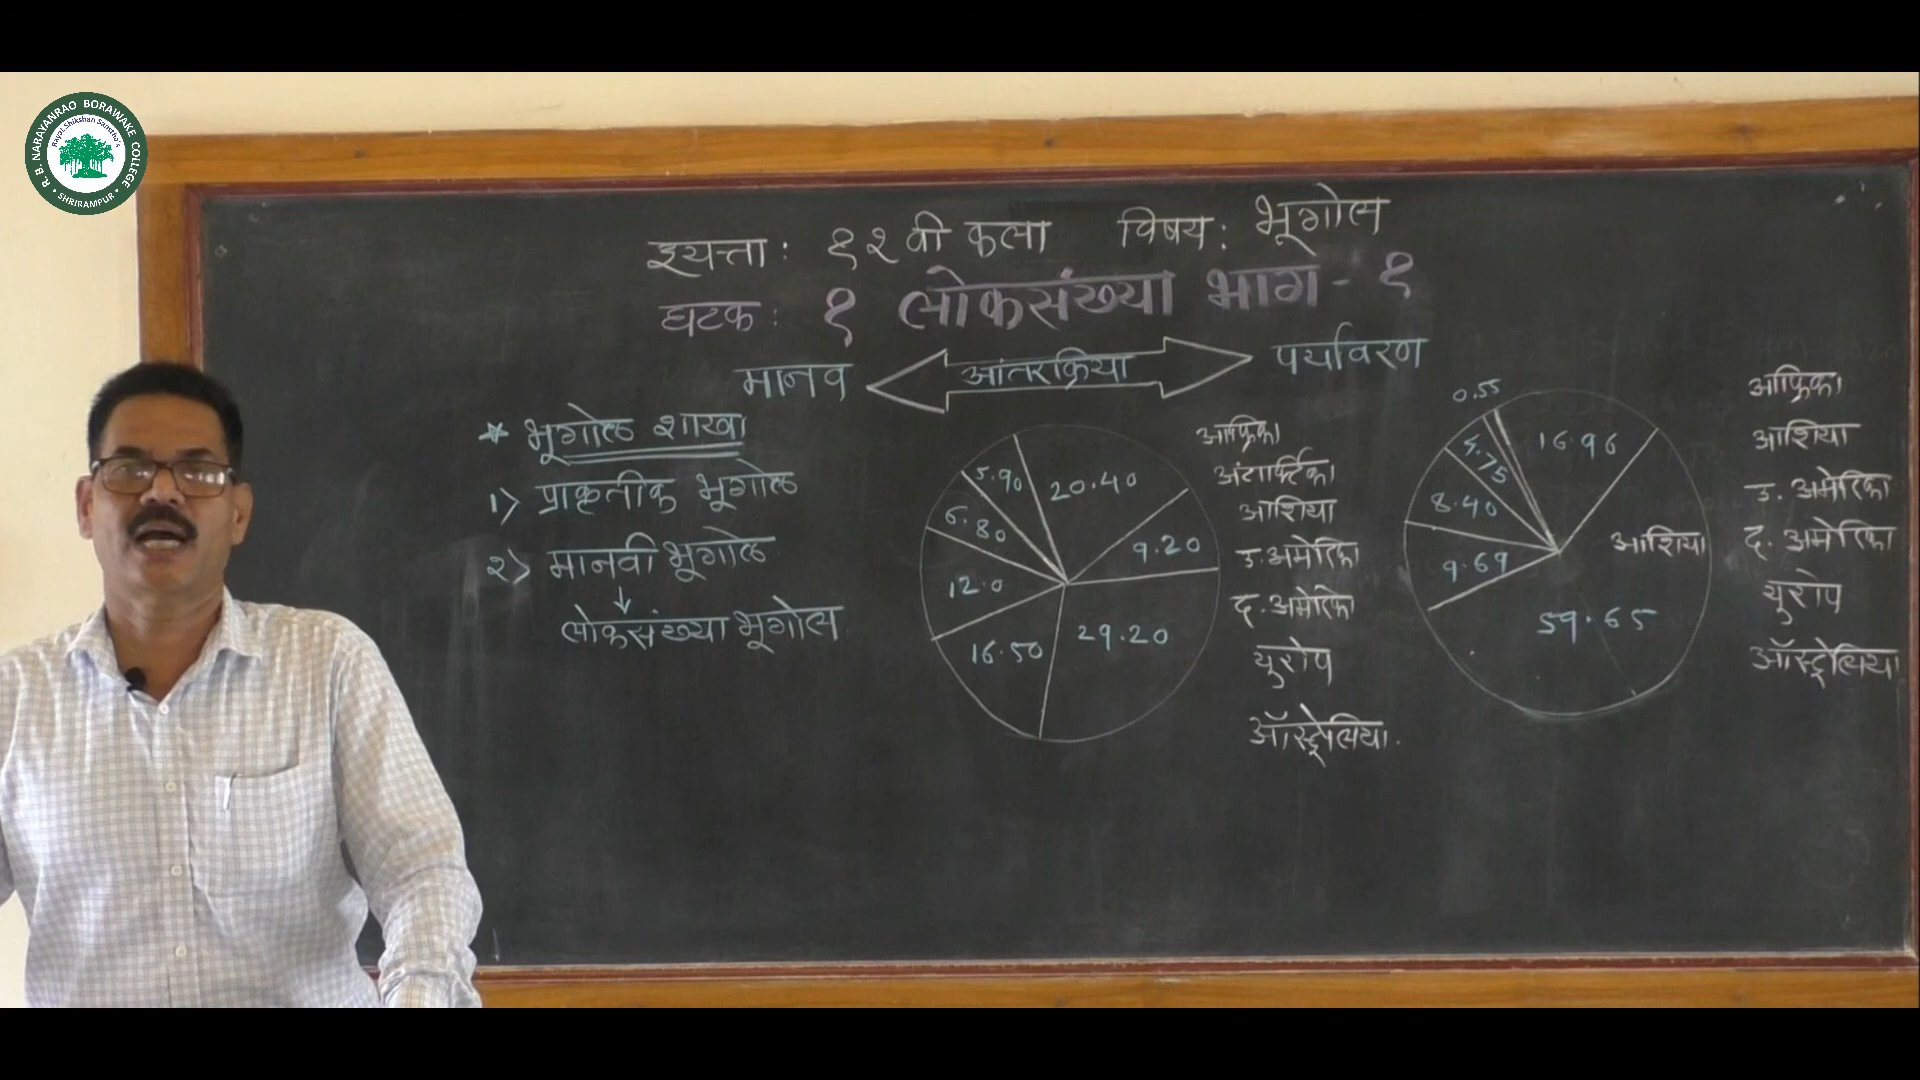 R. B. NARAYANRAO BORAWAKE COLLEGE
Rayat Shikshan Sanstha's
SHRIRAMPUR
इयत्ता : १२ वी कला विषय : भूगोल
घटक : १ लोकसंख्या भाग - १
मानव आंतरक्रिया पर्यावरण
* भूगोल शाखा
१) प्राकृतीक भूगोल
२) मानवी भूगोल
↓
लोकसंख्या भूगोल
5.90
20.40
6.80
9.20
12.0
16.50
29.20
आफ्रिका
अंटार्क्टिका
आशिया
उ. अमेरिका
द. अमेरिका
युरोप
ऑस्ट्रेलिया.
0.55
5.75
16.96
8.40
9.69
आशिया
59.65
आफ्रिका
आशिया
उ. अमेरिका
द. अमेरिका
युरोप
ऑस्ट्रेलिया